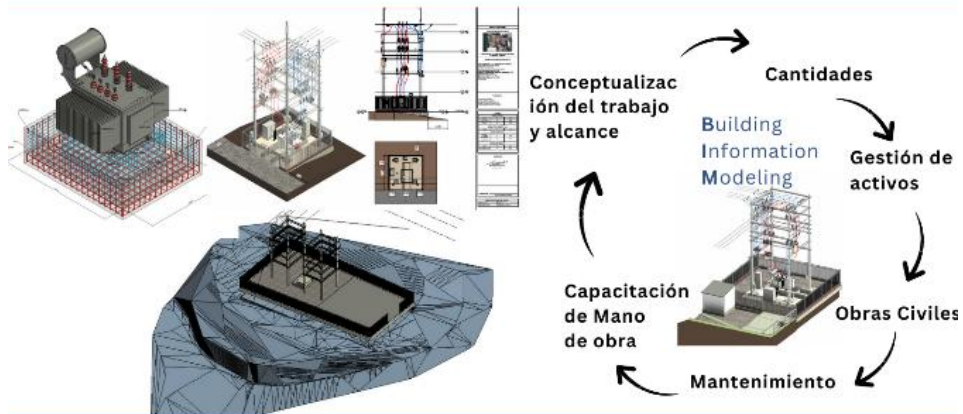 Conceptualizac
ión del trabajo
y alcance
Cantidades
Building
Information
Modeling
Gestión de
activos
Obras Civiles
Mantenimiento
Capacitación
de Mano
de obra